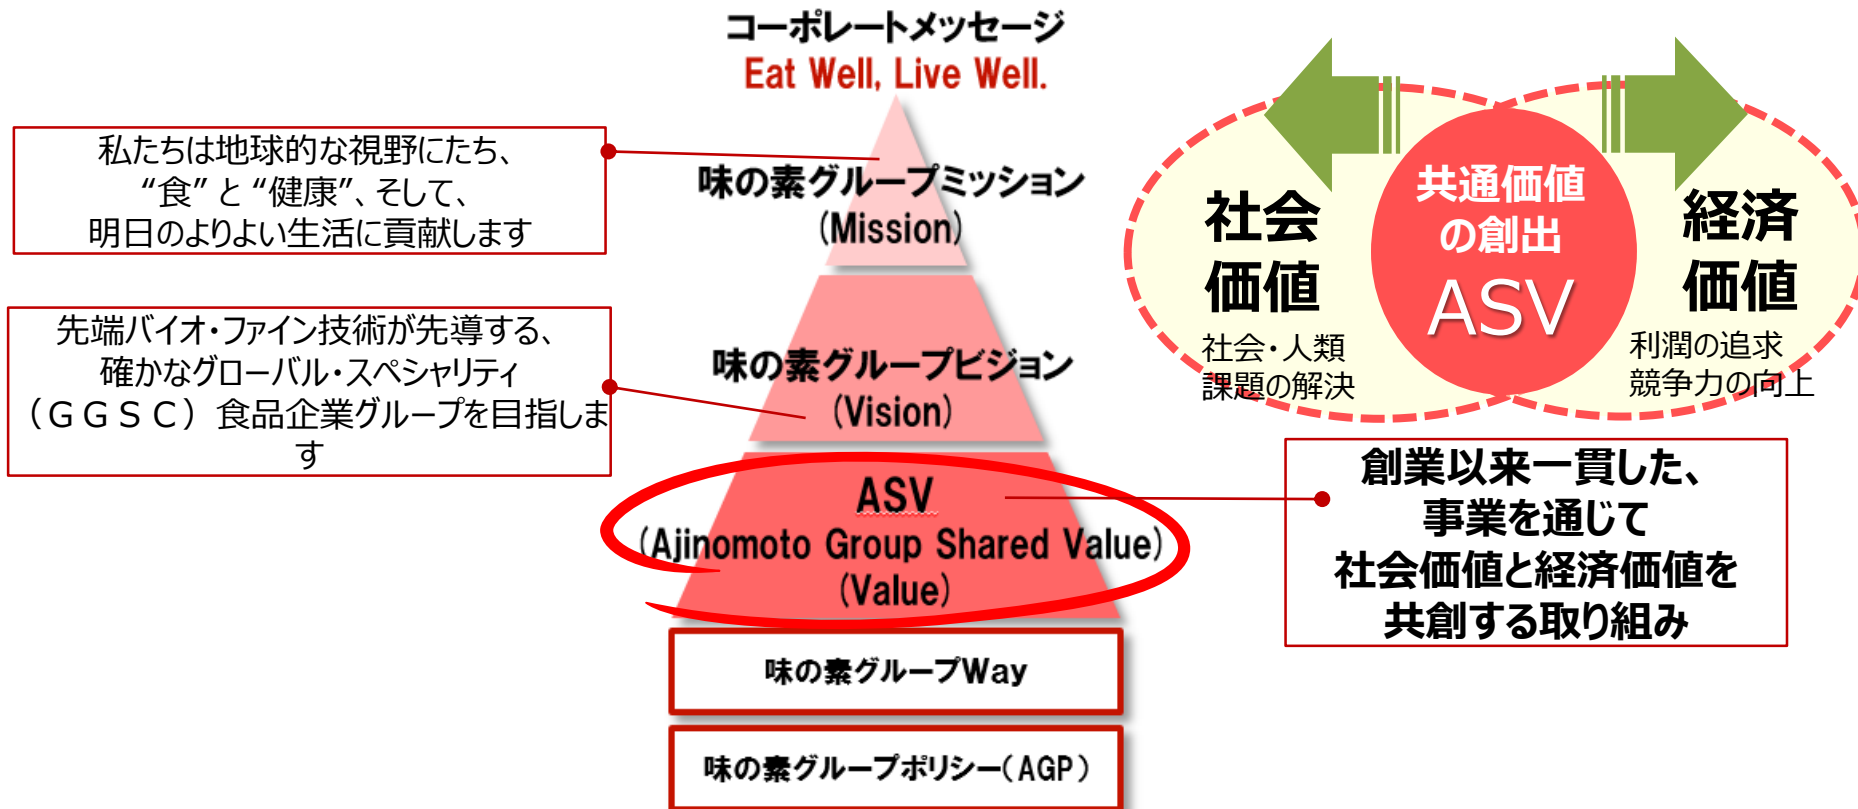 コーポレートメッセージ
Eat Well, Live Well.
私たちは地球的な視野にたち、
“食” と “健康”、そして、
明日のよりよい生活に貢献します
味の素グループミッション
(Mission)
先端バイオ・ファイン技術が先導する、
確かなグローバル・スペシャリティ
（ＧＧＳＣ）食品企業グループを目指しま
す
味の素グループビジョン
(Vision)
ASV
(Ajinomoto Group Shared Value)
(Value)
味の素グループWay
味の素グループポリシー(AGP)
社会
価値
社会・人類
課題の解決
共通価値
の創出
ASV
経済
価値
利潤の追求
競争力の向上
創業以来一貫した、
事業を通じて
社会価値と経済価値を
共創する取り組み